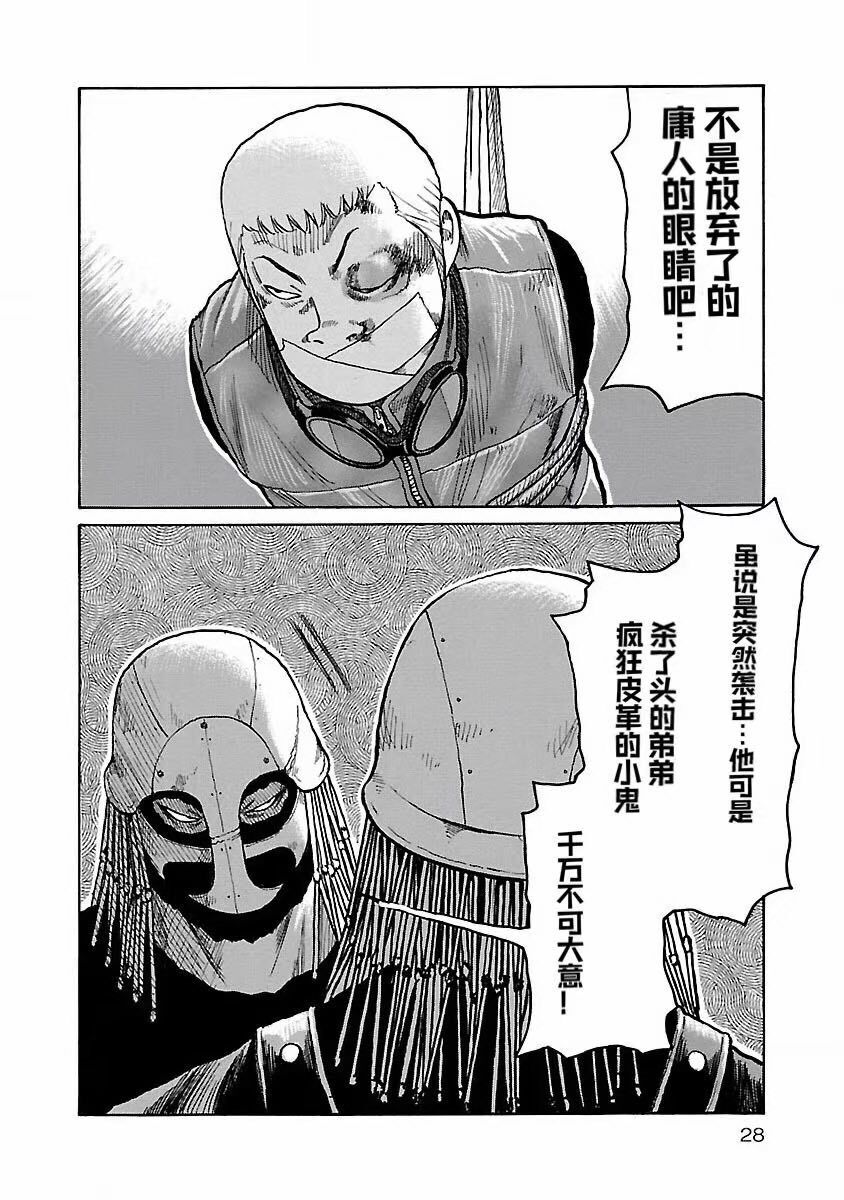 不是放弃了的
庸人的眼睛吧…
虽说是突然袭击…他可是
杀了头的弟弟
疯狂皮革的小鬼
千万不可大意！
28